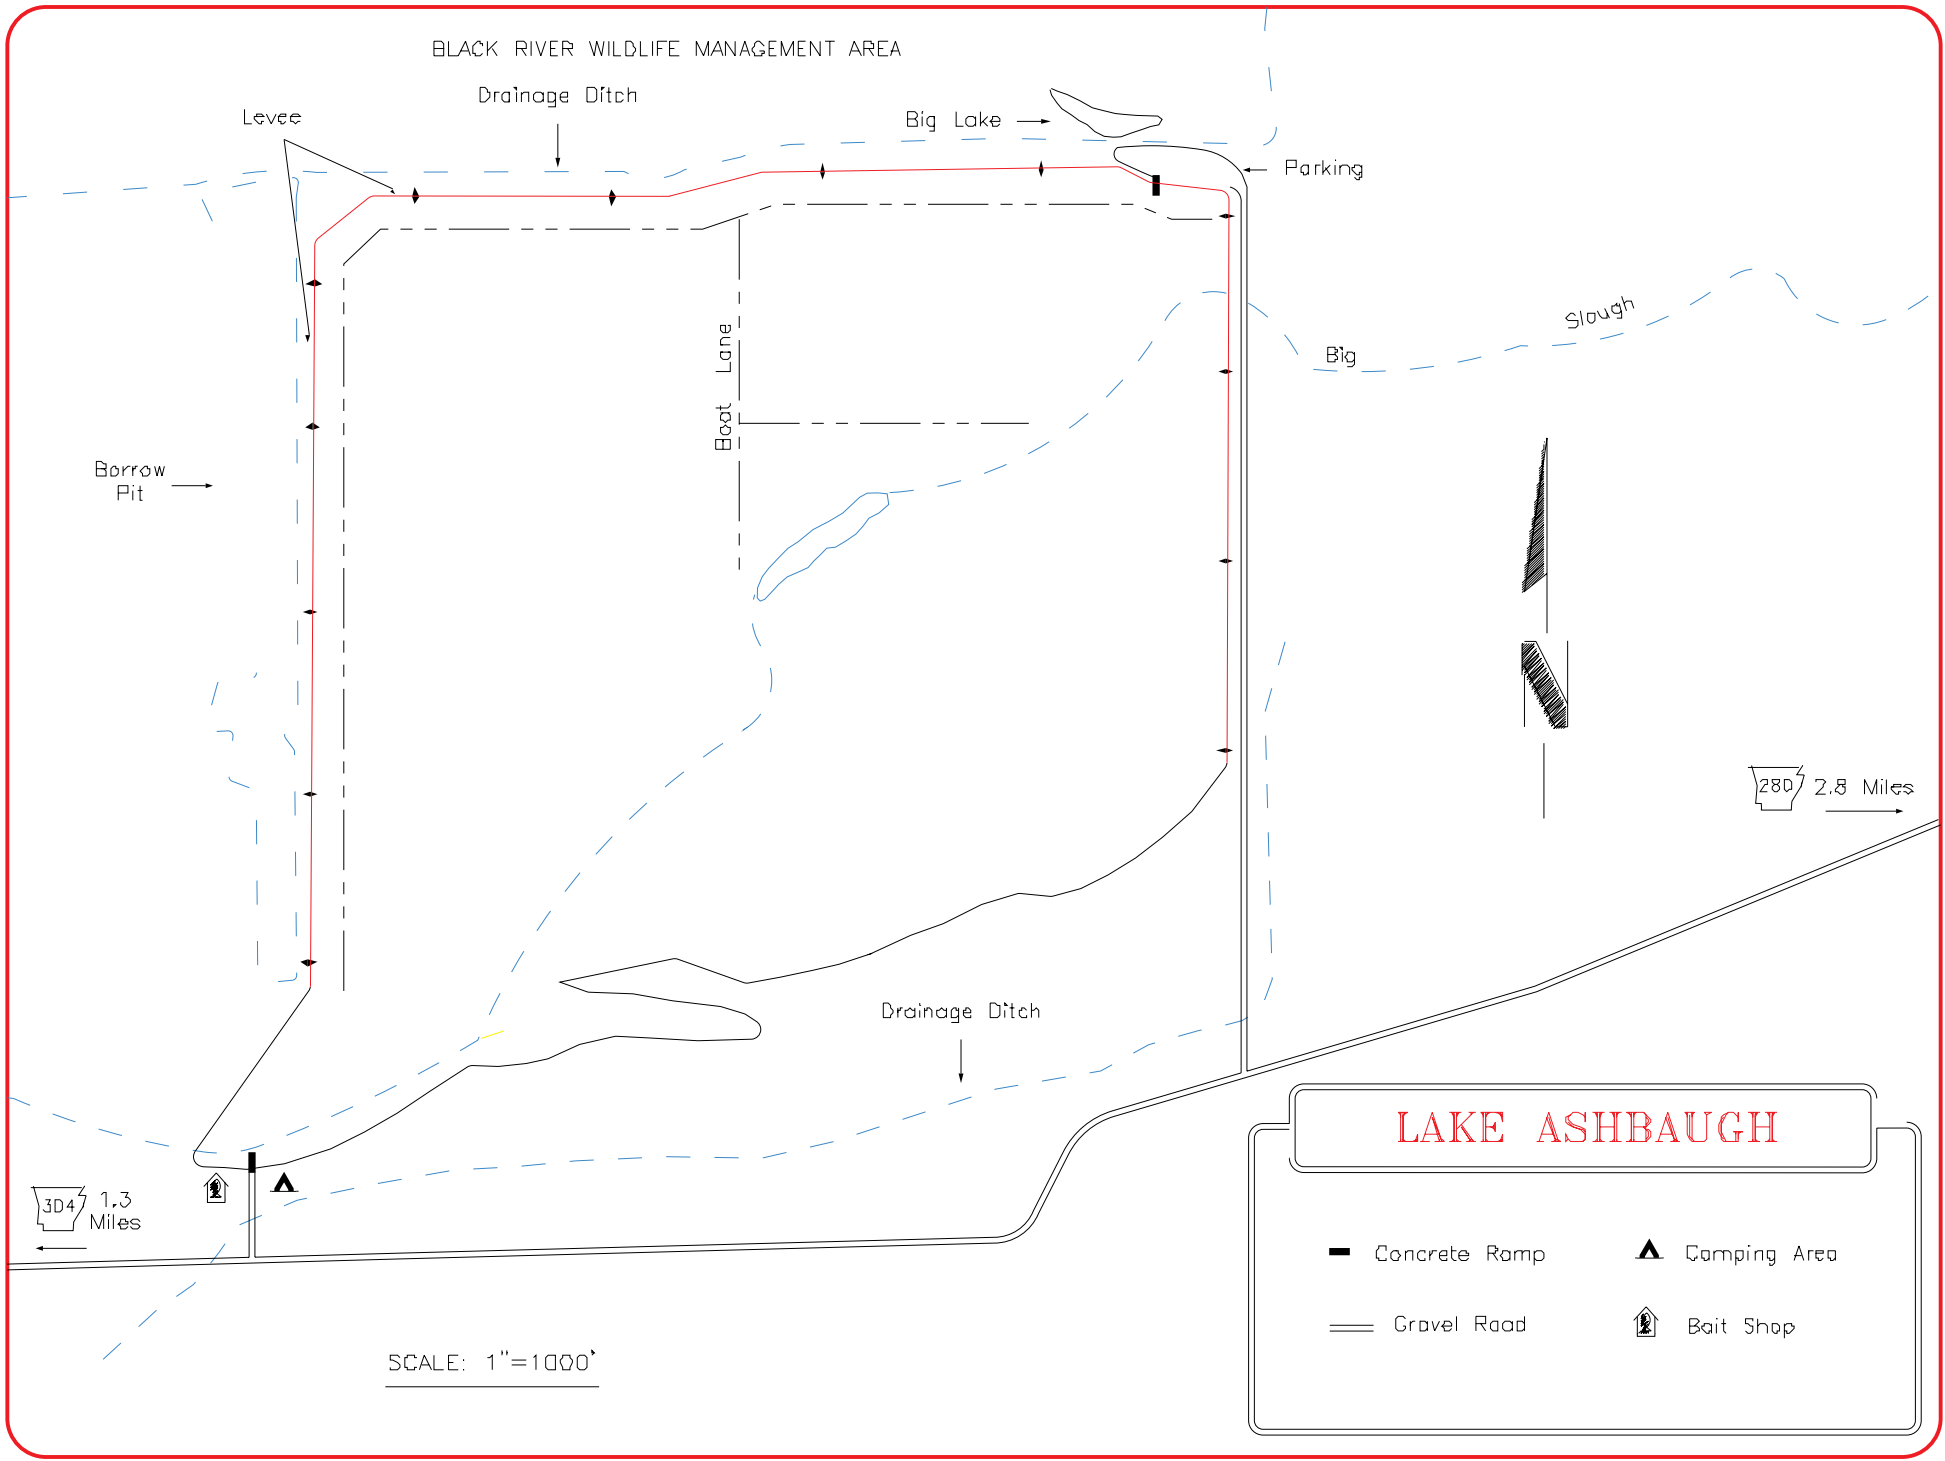 BLACK RIVER WILDLIFE MANAGEMENT AREA
Drainage Ditch
Levee
Big Lake
Parking
Slough
Big
Boat Lane
Borrow
Pit
N
280 2.8 Miles
Drainage Ditch
304 1.3
Miles
LAKE ASHBAUGH
Concrete Ramp
Camping Area
Gravel Road
Bait Shop
SCALE: 1"=1000'